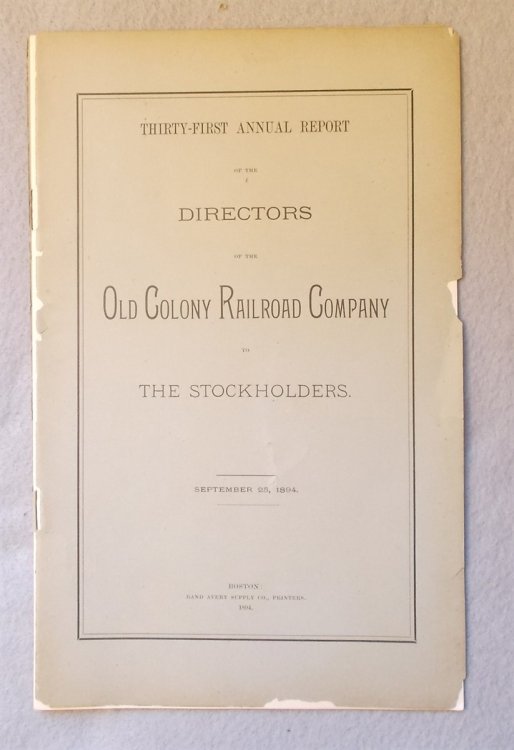 THIRTY-FIRST ANNUAL REPORT
OF THE
DIRECTORS
OF THE
OLD COLONY RAILROAD COMPANY
TO
THE STOCKHOLDERS.
SEPTEMBER 25, 1894.
BOSTON:
RAND AVERY SUPPLY CO., PRINTERS.
1894.